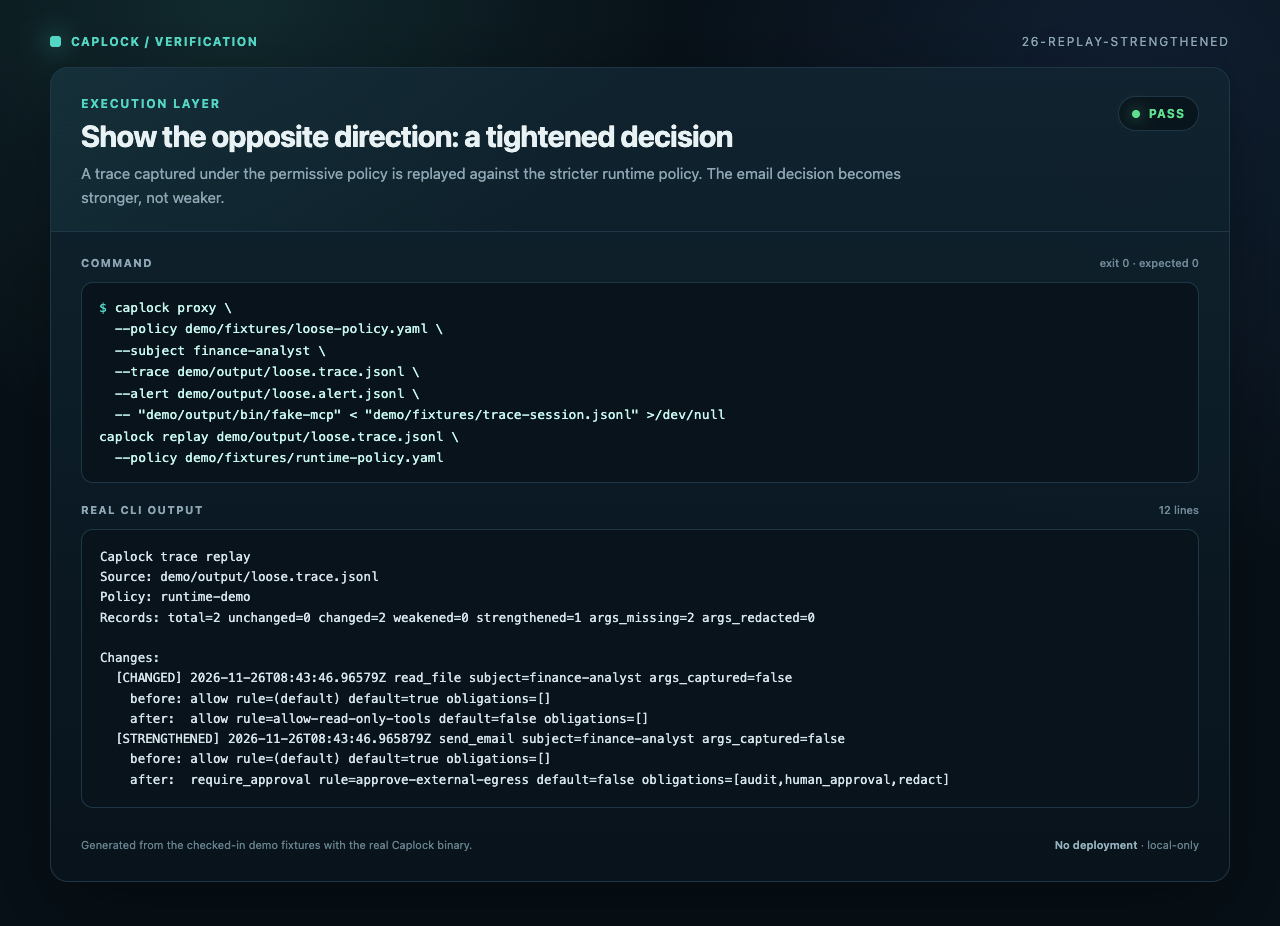 CAPLOCK / VERIFICATION
26-REPLAY-STRENGTHENED
EXECUTION LAYER
PASS
Show the opposite direction: a tightened decision
A trace captured under the permissive policy is replayed against the stricter runtime policy. The email decision becomes
stronger, not weaker.
COMMAND
exit 0 · expected 0
$ caplock proxy \
  --policy demo/fixtures/loose-policy.yaml \
  --subject finance-analyst \
  --trace demo/output/loose.trace.jsonl \
  --alert demo/output/loose.alert.jsonl \
  -- "demo/output/bin/fake-mcp" < "demo/fixtures/trace-session.jsonl" >/dev/null
caplock replay demo/output/loose.trace.jsonl \
  --policy demo/fixtures/runtime-policy.yaml
REAL CLI OUTPUT
12 lines
Caplock trace replay
Source: demo/output/loose.trace.jsonl
Policy: runtime-demo
Records: total=2 unchanged=0 changed=2 weakened=0 strengthened=1 args_missing=2 args_redacted=0
Changes:
  [CHANGED] 2026-11-26T08:43:46.96579Z read_file subject=finance-analyst args_captured=false
    before: allow rule=(default) default=true obligations=[]
    after:  allow rule=allow-read-only-tools default=false obligations=[]
  [STRENGTHENED] 2026-11-26T08:43:46.965879Z send_email subject=finance-analyst args_captured=false
    before: allow rule=(default) default=true obligations=[]
    after:  require_approval rule=approve-external-egress default=false obligations=[audit,human_approval,redact]
Generated from the checked-in demo fixtures with the real Caplock binary.
No deployment · local-only